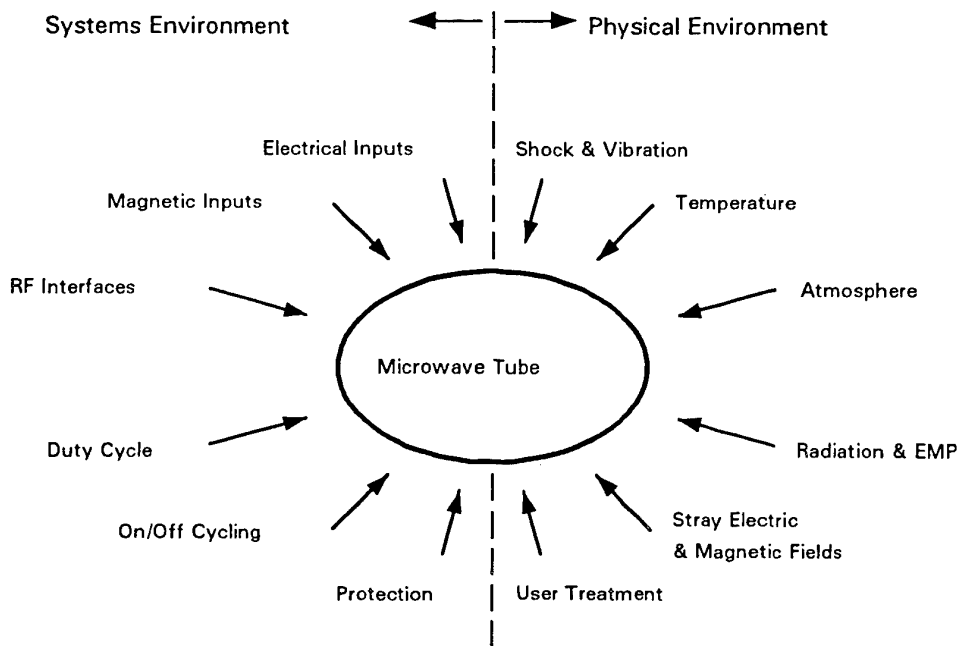 Systems Environment
Physical Environment
Electrical Inputs
Shock & Vibration
Magnetic Inputs
Temperature
RF Interfaces
Atmosphere
Microwave Tube
Duty Cycle
Radiation & EMP
On/Off Cycling
Stray Electric
& Magnetic Fields
Protection
User Treatment